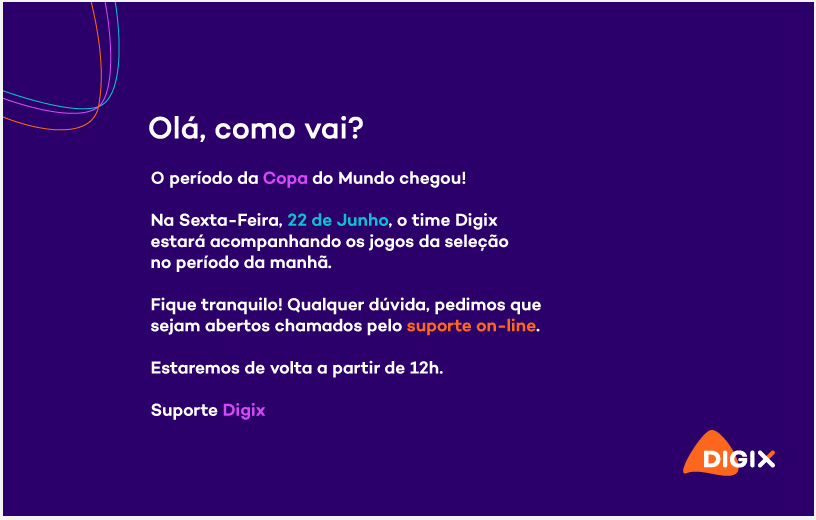 Olá, como vai?
O período da Copa do Mundo chegou!
Na Sexta-Feira, 22 de Junho, o time Digix
estará acompanhando os jogos da seleção
no período da manhã.
Fique tranquilo! Qualquer dúvida, pedimos que
sejam abertos chamados pelo suporte on-line.
Estaremos de volta a partir de 12h.
Suporte Digix
DIGIX